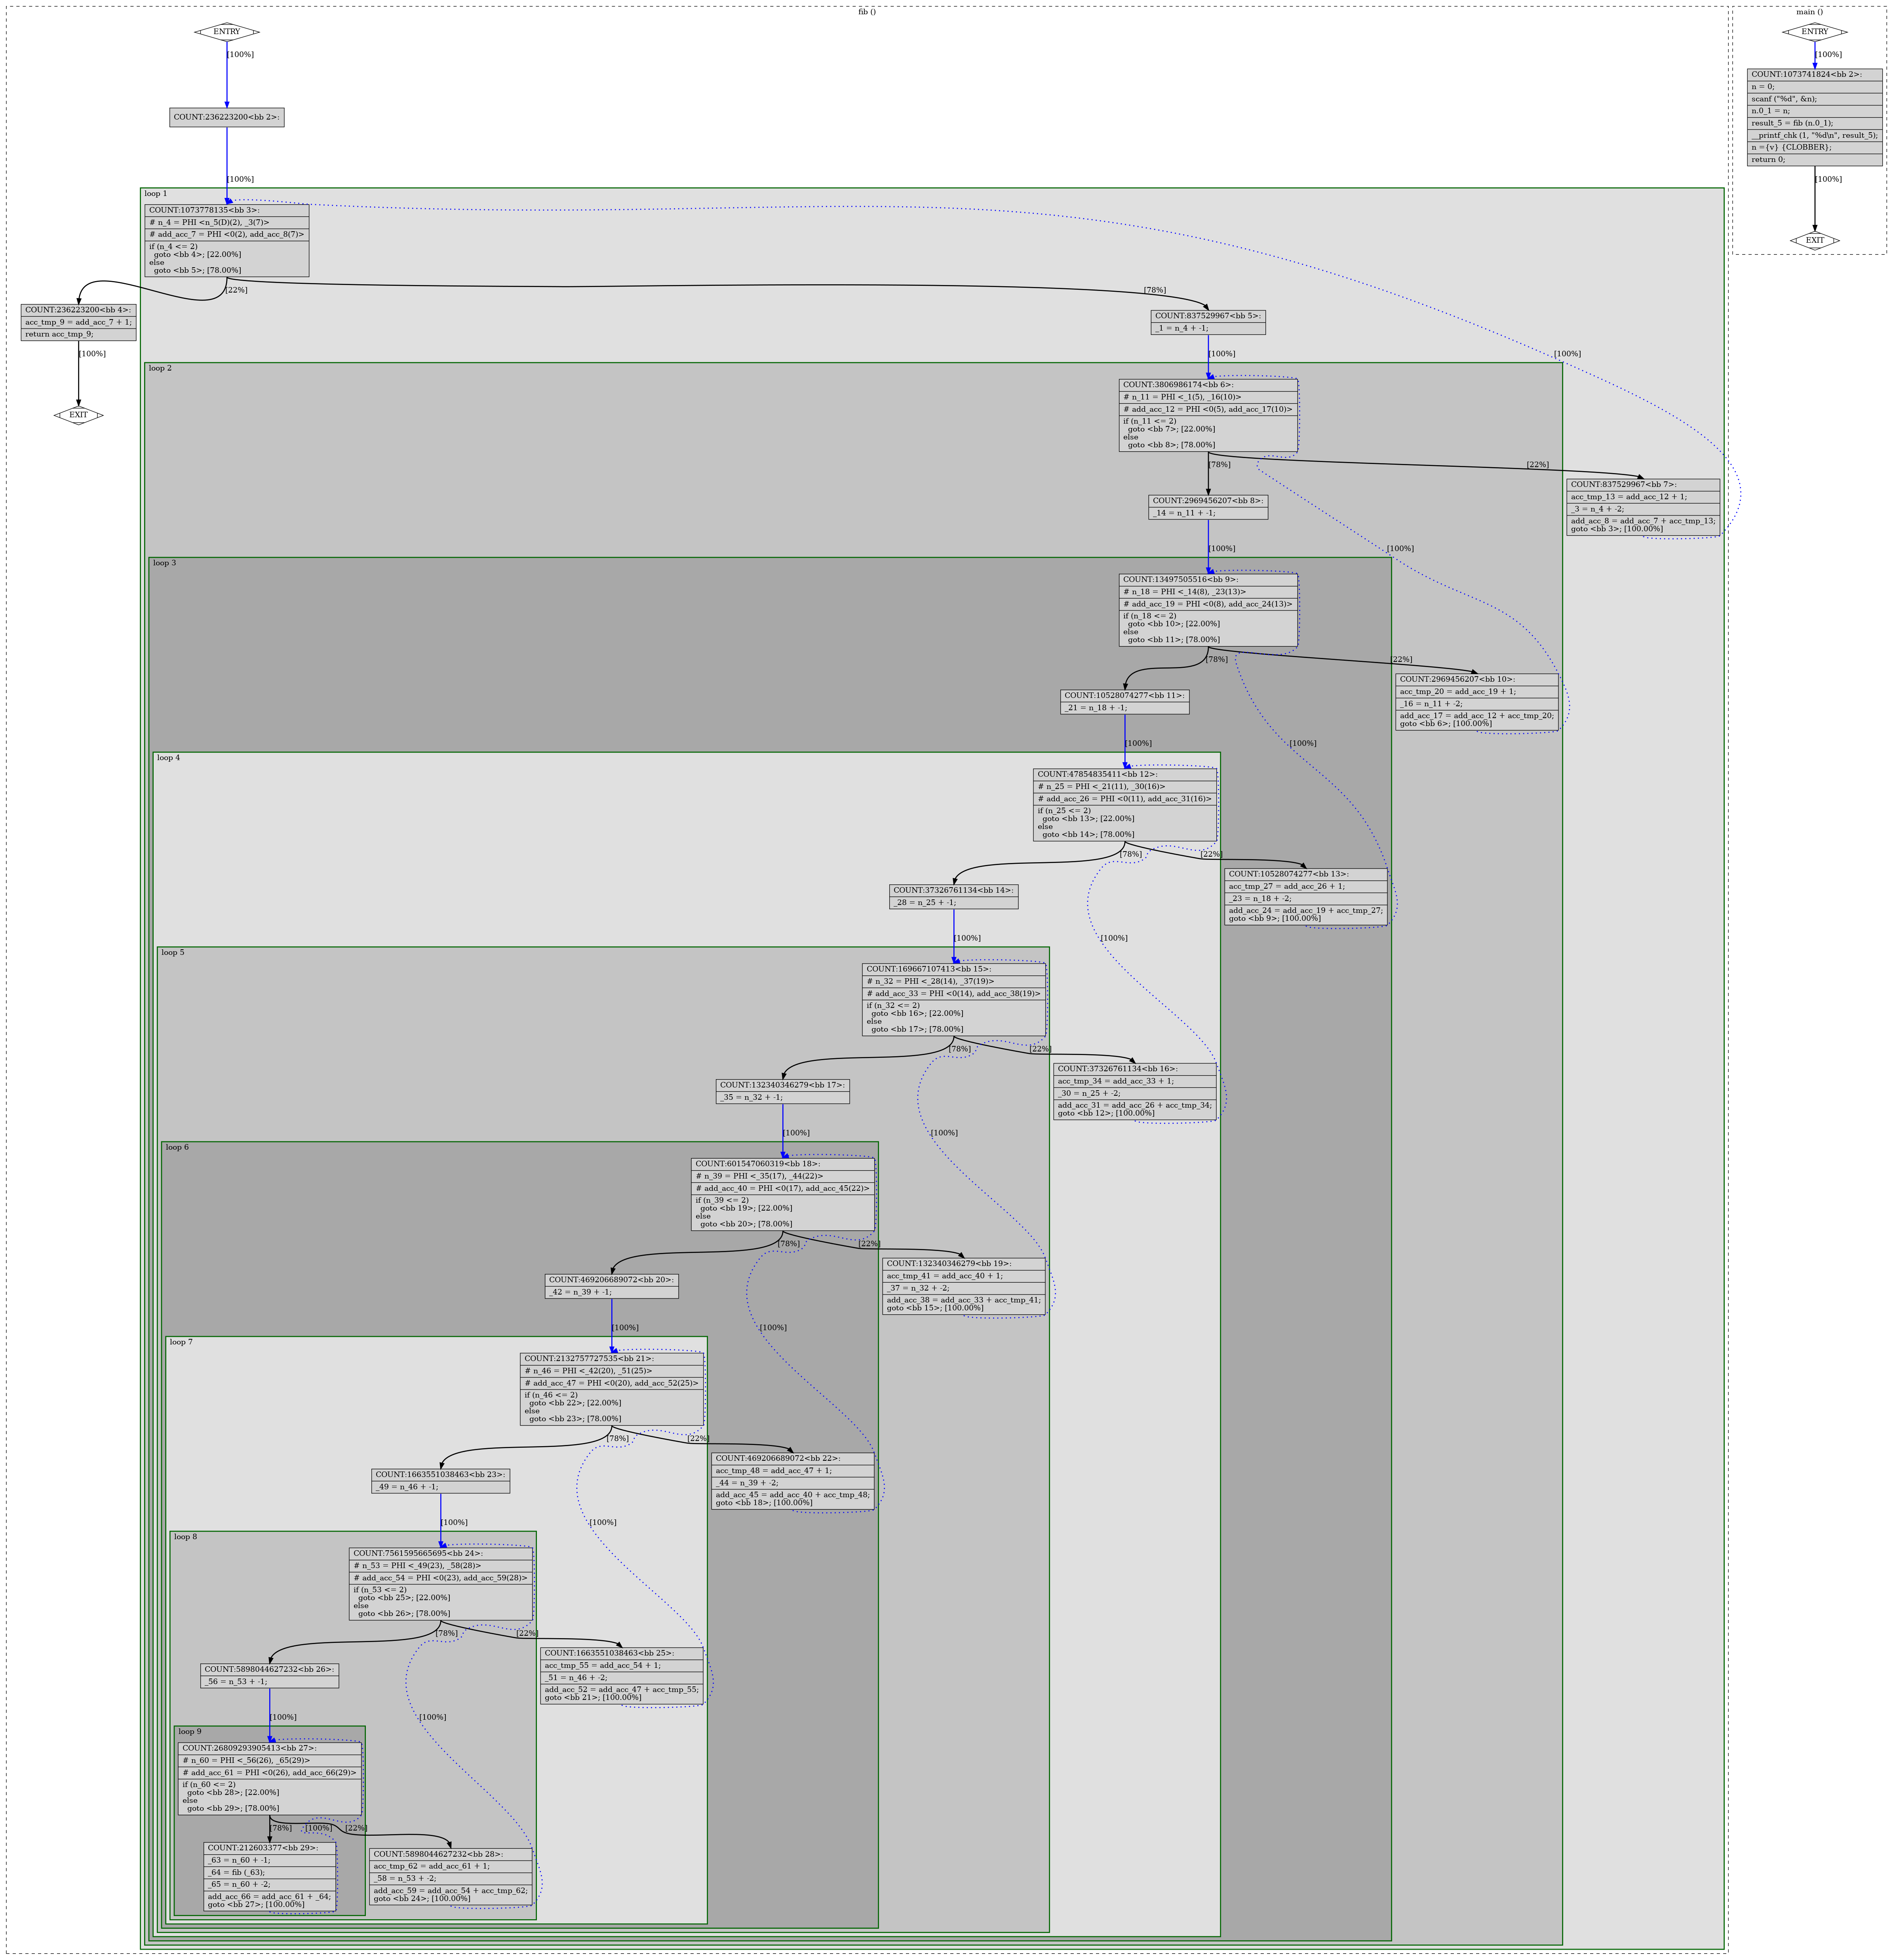 fib ()
ENTRY
[100%]
COUNT:236223200<bb 2>:
[100%]
loop 1
COUNT:1073778135<bb 3>:
# n_4 = PHI <n_5(D)(2), _3(7)>
# add_acc_7 = PHI <0(2), add_acc_8(7)>
if (n_4 <= 2)
goto <bb 4>; [22.00%]
else
goto <bb 5>; [78.00%]
[22%]
[78%]
COUNT:236223200<bb 4>:
acc_tmp_9 = add_acc_7 + 1;
return acc_tmp_9;
[100%]
EXIT
COUNT:837529967<bb 5>:
_1 = n_4 + -1;
[100%]
[100%]
loop 2
COUNT:3806986174<bb 6>:
# n_11 = PHI <_1(5), _16(10)>
# add_acc_12 = PHI <0(5), add_acc_17(10)>
if (n_11 <= 2)
goto <bb 7>; [22.00%]
else
goto <bb 8>; [78.00%]
[78%]
[22%]
COUNT:837529967<bb 7>:
acc_tmp_13 = add_acc_12 + 1;
_3 = n_4 + -2;
add_acc_8 = add_acc_7 + acc_tmp_13;
goto <bb 3>; [100.00%]
COUNT:2969456207<bb 8>:
_14 = n_11 + -1;
[100%]
[100%]
loop 3
COUNT:13497505516<bb 9>:
# n_18 = PHI <_14(8), _23(13)>
# add_acc_19 = PHI <0(8), add_acc_24(13)>
if (n_18 <= 2)
goto <bb 10>; [22.00%]
else
goto <bb 11>; [78.00%]
[78%]
[22%]
COUNT:2969456207<bb 10>:
acc_tmp_20 = add_acc_19 + 1;
_16 = n_11 + -2;
add_acc_17 = add_acc_12 + acc_tmp_20;
goto <bb 6>; [100.00%]
COUNT:10528074277<bb 11>:
_21 = n_18 + -1;
[100%]
[100%]
loop 4
COUNT:47854835411<bb 12>:
# n_25 = PHI <_21(11), _30(16)>
# add_acc_26 = PHI <0(11), add_acc_31(16)>
if (n_25 <= 2)
goto <bb 13>; [22.00%]
else
goto <bb 14>; [78.00%]
[78%]
[22%]
COUNT:10528074277<bb 13>:
acc_tmp_27 = add_acc_26 + 1;
_23 = n_18 + -2;
add_acc_24 = add_acc_19 + acc_tmp_27;
goto <bb 9>; [100.00%]
COUNT:37326761134<bb 14>:
_28 = n_25 + -1;
[100%]
[100%]
loop 5
COUNT:169667107413<bb 15>:
# n_32 = PHI <_28(14), _37(19)>
# add_acc_33 = PHI <0(14), add_acc_38(19)>
if (n_32 <= 2)
goto <bb 16>; [22.00%]
else
goto <bb 17>; [78.00%]
[78%]
[22%]
COUNT:37326761134<bb 16>:
acc_tmp_34 = add_acc_33 + 1;
_30 = n_25 + -2;
add_acc_31 = add_acc_26 + acc_tmp_34;
goto <bb 12>; [100.00%]
COUNT:132340346279<bb 17>:
_35 = n_32 + -1;
[100%]
[100%]
loop 6
COUNT:601547060319<bb 18>:
# n_39 = PHI <_35(17), _44(22)>
# add_acc_40 = PHI <0(17), add_acc_45(22)>
if (n_39 <= 2)
goto <bb 19>; [22.00%]
else
goto <bb 20>; [78.00%]
[78%]
[22%]
COUNT:132340346279<bb 19>:
acc_tmp_41 = add_acc_40 + 1;
_37 = n_32 + -2;
add_acc_38 = add_acc_33 + acc_tmp_41;
goto <bb 15>; [100.00%]
COUNT:469206689072<bb 20>:
_42 = n_39 + -1;
[100%]
[100%]
loop 7
COUNT:2132757727535<bb 21>:
# n_46 = PHI <_42(20), _51(25)>
# add_acc_47 = PHI <0(20), add_acc_52(25)>
if (n_46 <= 2)
goto <bb 22>; [22.00%]
else
goto <bb 23>; [78.00%]
[78%]
[22%]
COUNT:469206689072<bb 22>:
acc_tmp_48 = add_acc_47 + 1;
_44 = n_39 + -2;
add_acc_45 = add_acc_40 + acc_tmp_48;
goto <bb 18>; [100.00%]
COUNT:1663551038463<bb 23>:
_49 = n_46 + -1;
[100%]
[100%]
loop 8
COUNT:7561595665695<bb 24>:
# n_53 = PHI <_49(23), _58(28)>
# add_acc_54 = PHI <0(23), add_acc_59(28)>
if (n_53 <= 2)
goto <bb 25>; [22.00%]
else
goto <bb 26>; [78.00%]
[78%]
[22%]
COUNT:1663551038463<bb 25>:
acc_tmp_55 = add_acc_54 + 1;
_51 = n_46 + -2;
add_acc_52 = add_acc_47 + acc_tmp_55;
goto <bb 21>; [100.00%]
COUNT:5898044627232<bb 26>:
_56 = n_53 + -1;
[100%]
[100%]
loop 9
COUNT:26809293905413<bb 27>:
# n_60 = PHI <_56(26), _65(29)>
# add_acc_61 = PHI <0(26), add_acc_66(29)>
if (n_60 <= 2)
goto <bb 28>; [22.00%]
else
goto <bb 29>; [78.00%]
[78%]
[100%]
[22%]
COUNT:212603377<bb 29>:
_63 = n_60 + -1;
_64 = fib (_63);
_65 = n_60 + -2;
add_acc_66 = add_acc_61 + _64;
goto <bb 27>; [100.00%]
COUNT:5898044627232<bb 28>:
acc_tmp_62 = add_acc_61 + 1;
_58 = n_53 + -2;
add_acc_59 = add_acc_54 + acc_tmp_62;
goto <bb 24>; [100.00%]
main ()
ENTRY
[100%]
COUNT:1073741824<bb 2>:
n = 0;
scanf ("%d", &n);
n.0_1 = n;
result_5 = fib (n.0_1);
__printf_chk (1, "%d\n", result_5);
n ={v} {CLOBBER};
return 0;
[100%]
EXIT